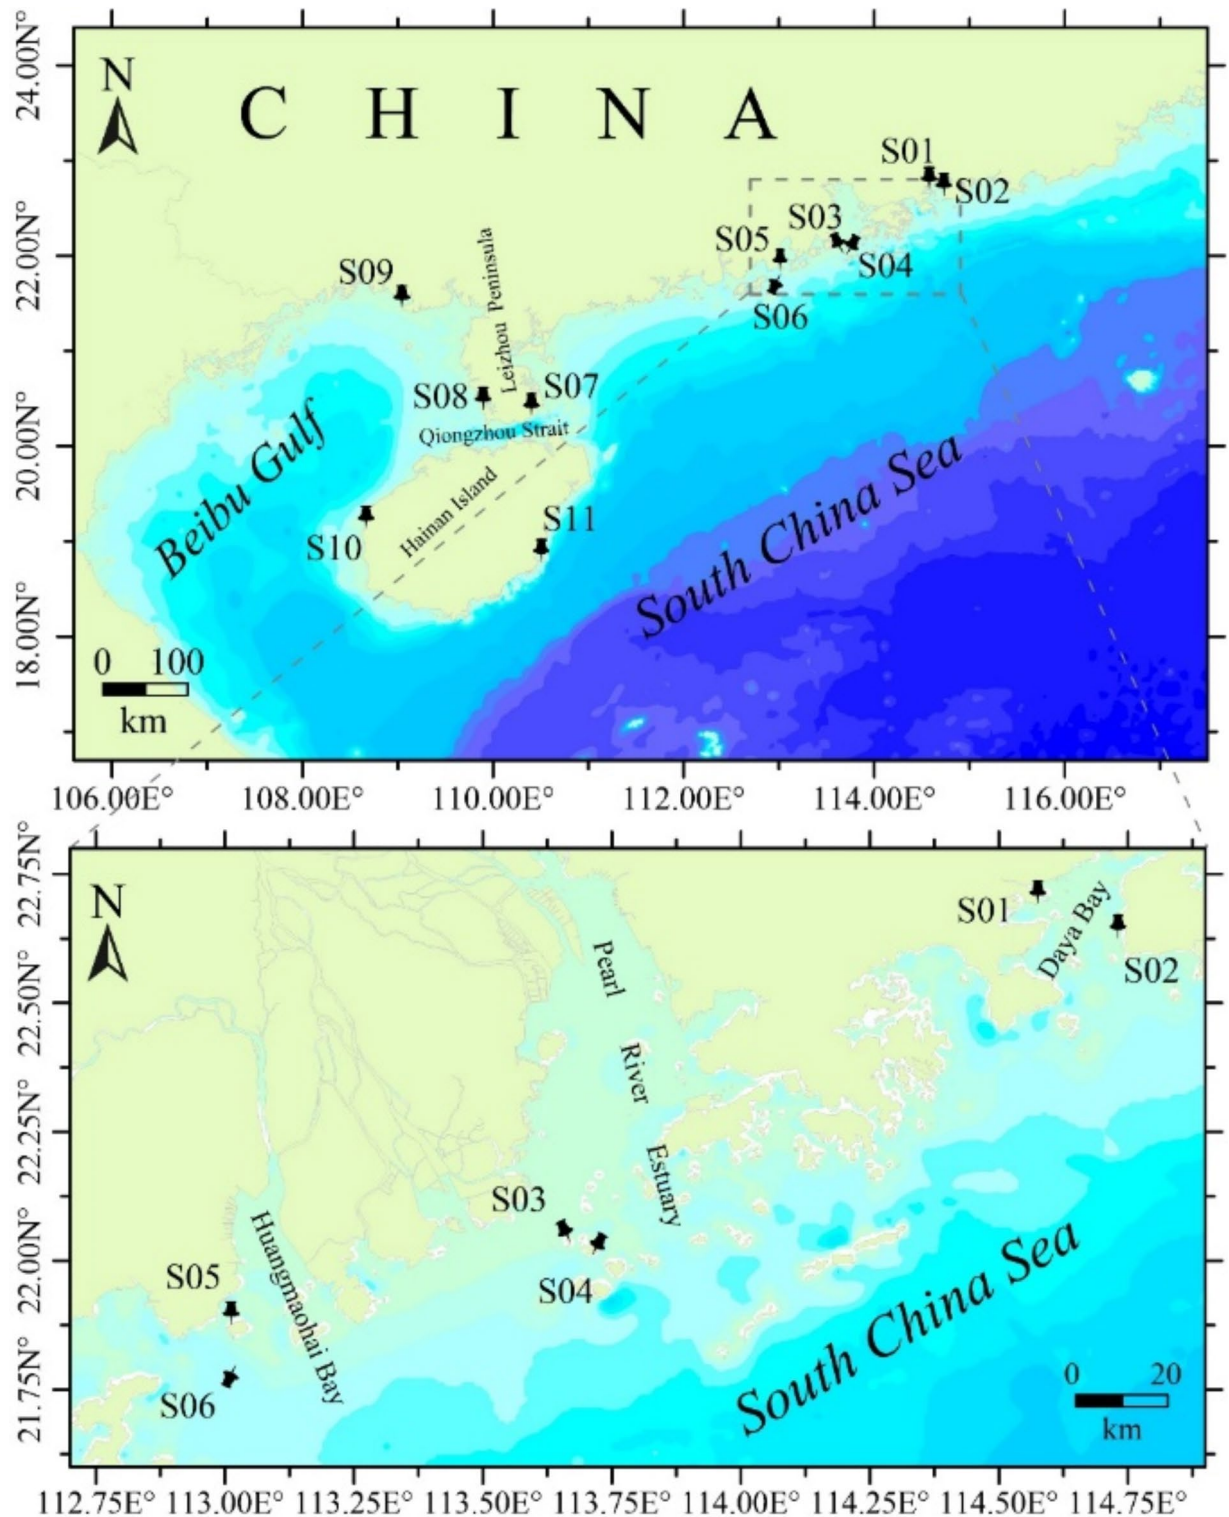 24.00N°
22.00N°
20.00N°
18.00N°
N
C H I N A
S01
S02
S03
S05
S04
S06
S09
Leizhou Peninsula
S08
S07
Qiongzhou Strait
Beibu Gulf
Hainan Island
S11
S10
South China Sea
0 100
km
106.00E° 108.00E° 110.00E° 112.00E° 114.00E° 116.00E°
22.75N°
22.50N°
22.25N°
22.00N°
21.75N°
N
S01
Daya Bay
S02
Pearl
River
Estuary
S03
S04
S05
Huangmaohai Bay
S06
South China Sea
0 20
km
112.75E° 113.00E° 113.25E° 113.50E° 113.75E° 114.00E° 114.25E° 114.50E° 114.75E°